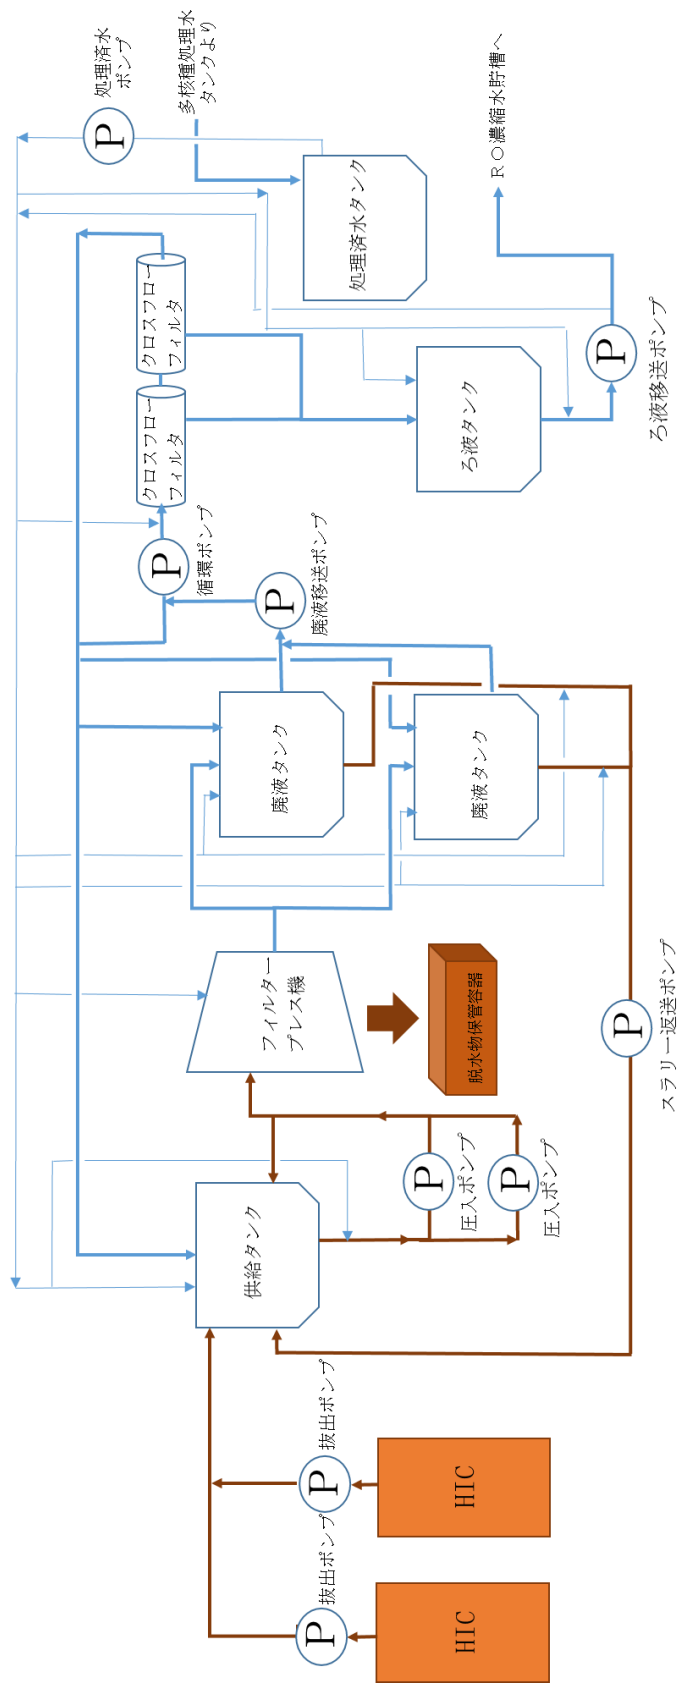 HIC
HIC
P
抜出ポンプ
P
抜出ポンプ
供給タンク
P
圧入ポンプ
P
圧入ポンプ
フィルター
プレス機
脱水物保管容器
P
スラリー返送ポンプ
廃液タンク
廃液タンク
P
廃液移送ポンプ
P
循環ポンプ
クロスフロー
フィルタ
クロスフロー
フィルタ
ろ液タンク
P
ろ液移送ポンプ
処理済水タンク
P
処理済水
ポンプ
多核種処理水
タンクより
RO濃縮水貯槽へ